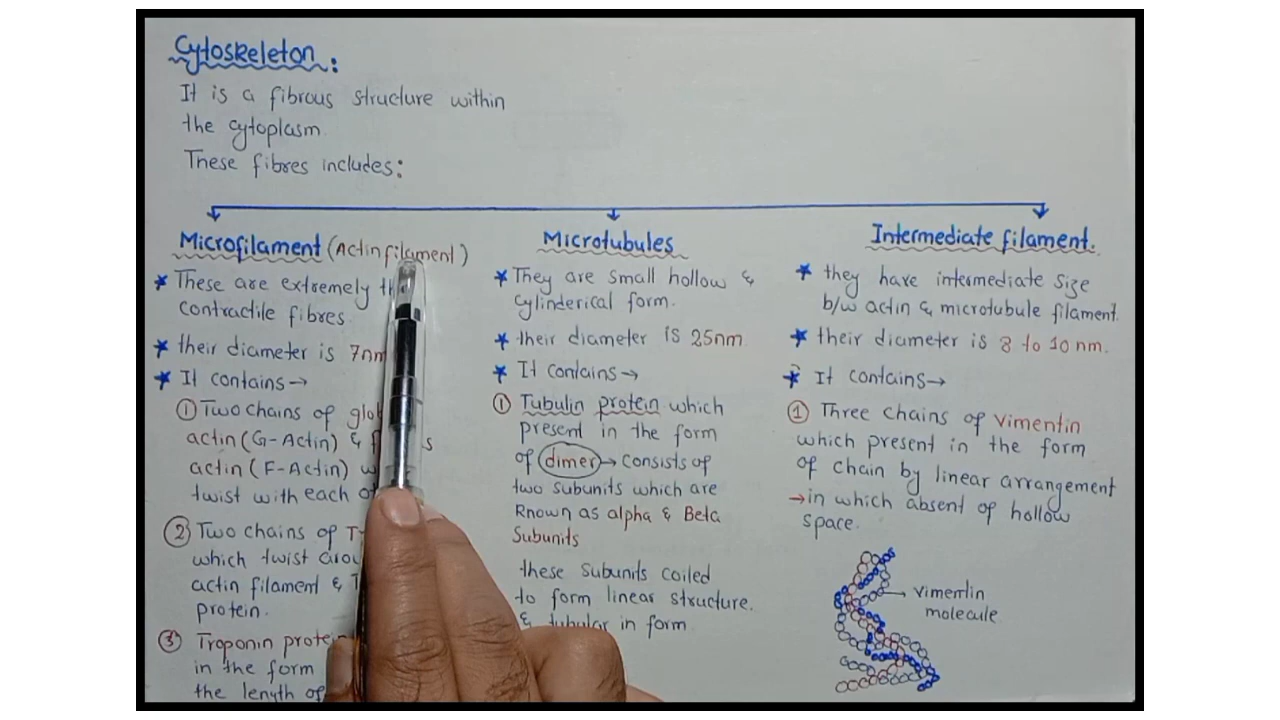 Cytoskeleton :
It is a fibrous structure within
the cytoplasm.
These fibres includes:
Microfilament (Actin filament)
* These are extremely
contractile fibres.
* their diameter is 7nm
* It contains →
① Two chains of
actin (G-Actin) &
actin (F-Actin)
twist with each
② Two chains of
which twist
actin filament &
protein.
③ Troponin
in the form
the length of
Microtubules
* They are small hollow &
cylinderical form.
* their diameter is 25nm
* It contains →
① Tubulin protein which
present in the form
of dimer → consists of
two subunits which are
Known as alpha & Beta
Subunits
these subunits coiled
to form linear structure.
& tubular in form
Intermediate filament.
* they have intermediate size
b/w actin & microtubule filament.
* their diameter is 8 to 10 nm.
* It contains →
① Three chains of vimentin
which present in the form
of chain by linear arrangement
→ in which absent of hollow
space.
→ vimentin
molecule